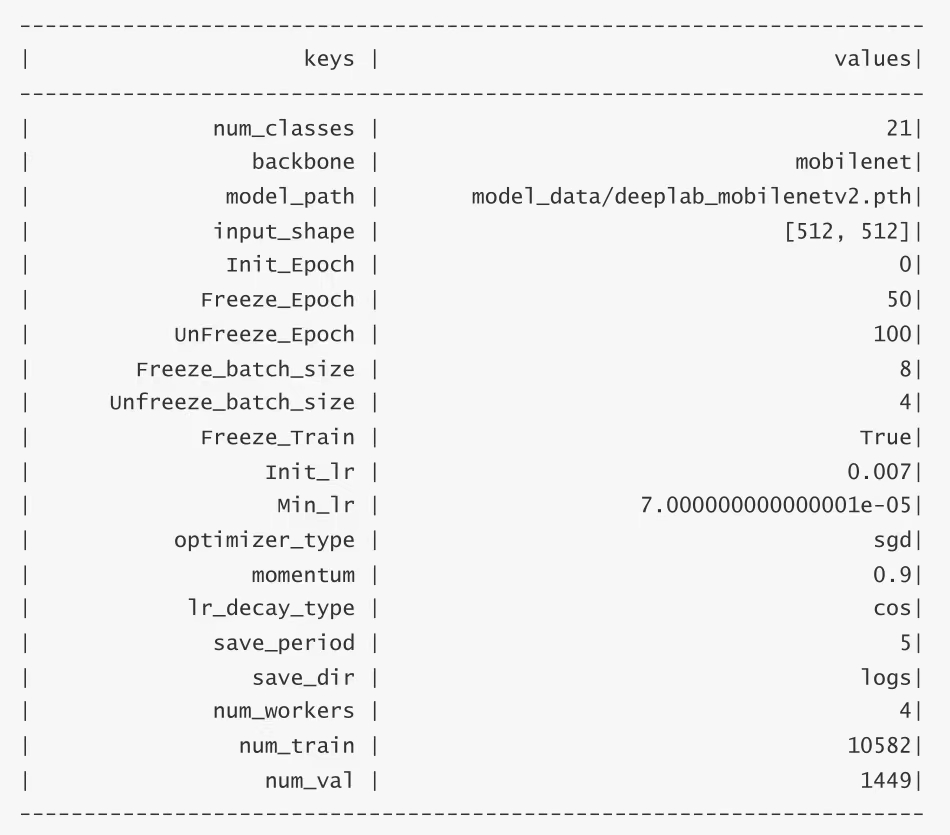 ----------------------------------------------------------------------
|                     keys |                                   values|
----------------------------------------------------------------------
|              num_classes |                                       21|
|                 backbone |                                mobilenet|
|               model_path |       model_data/deeplab_mobilenetv2.pth|
|              input_shape |                               [512, 512]|
|               Init_Epoch |                                        0|
|             Freeze_Epoch |                                       50|
|           UnFreeze_Epoch |                                      100|
|        Freeze_batch_size |                                        8|
|      Unfreeze_batch_size |                                        4|
|             Freeze_Train |                                     True|
|                  Init_lr |                                    0.007|
|                   Min_lr |                    7.000000000000001e-05|
|           optimizer_type |                                      sgd|
|                 momentum |                                      0.9|
|            lr_decay_type |                                      cos|
|              save_period |                                        5|
|                 save_dir |                                     logs|
|              num_workers |                                        4|
|                num_train |                                    10582|
|                  num_val |                                     1449|
----------------------------------------------------------------------